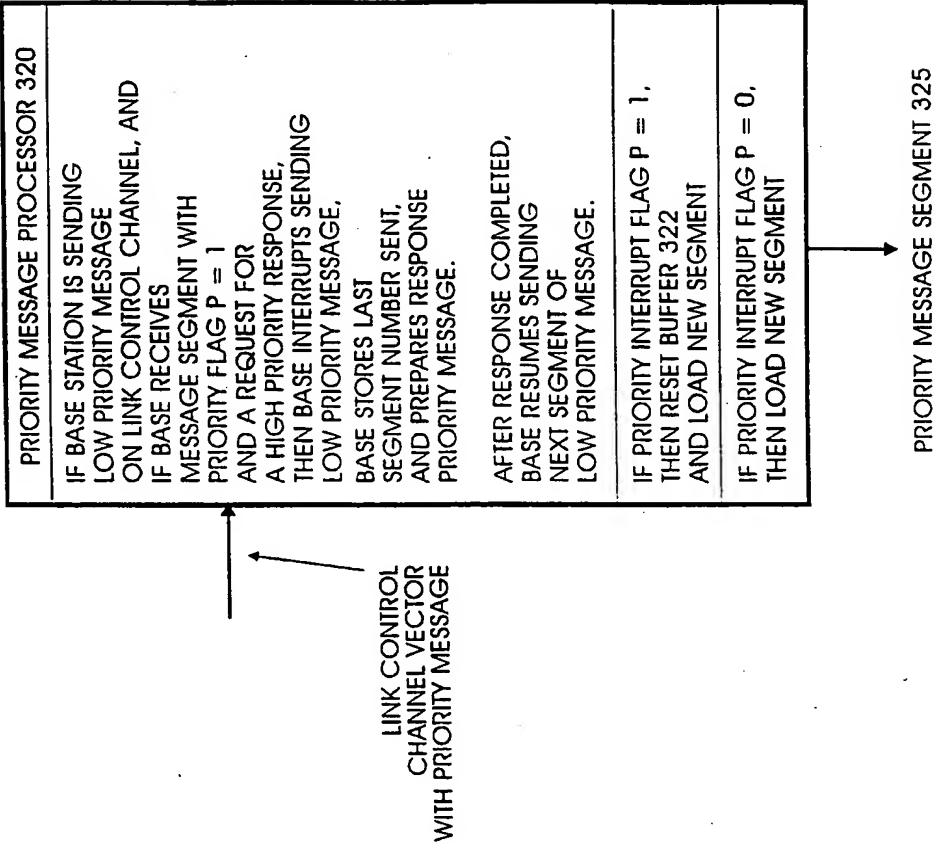 PRIORITY MESSAGE PROCESSOR 320
IF BASE STATION IS SENDING
LOW PRIORITY MESSAGE
ON LINK CONTROL CHANNEL, AND
IF BASE RECEIVES
MESSAGE SEGMENT WITH
PRIORITY FLAG P = 1
AND A REQUEST FOR
A HIGH PRIORITY RESPONSE,
THEN BASE INTERRUPTS SENDING
LOW PRIORITY MESSAGE,
BASE STORES LAST
SEGMENT NUMBER SENT,
AND PREPARES RESPONSE
PRIORITY MESSAGE.
AFTER RESPONSE COMPLETED,
BASE RESUMES SENDING
NEXT SEGMENT OF
LOW PRIORITY MESSAGE.
IF PRIORITY INTERRUPT FLAG P = 1,
THEN RESET BUFFER 322
AND LOAD NEW SEGMENT
IF PRIORITY INTERRUPT FLAG P = 0,
THEN LOAD NEW SEGMENT
LINK CONTROL
CHANNEL VECTOR
WITH PRIORITY MESSAGE
PRIORITY MESSAGE SEGMENT 325